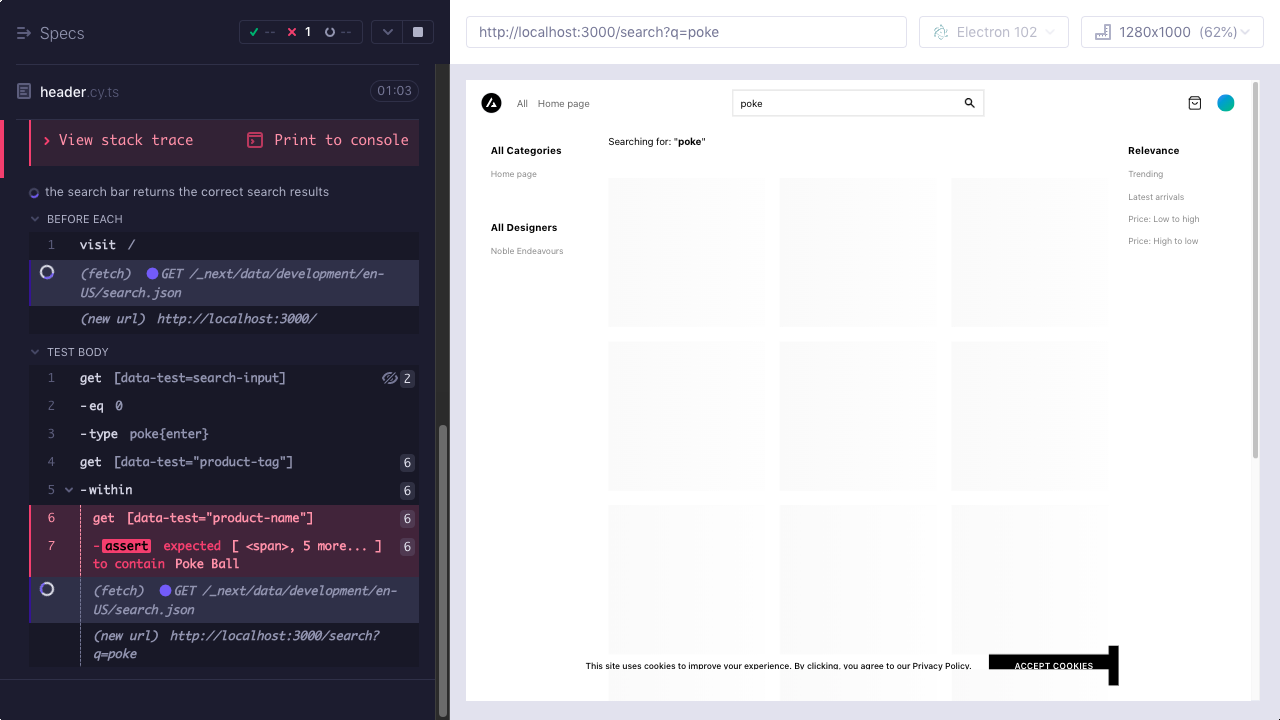 Specs
-- 1 --
header.cy.ts 01:03
View stack trace Print to console
the search bar returns the correct search results
BEFORE EACH
1 visit /
(fetch) GET /_next/data/development/en-
US/search.json
(new url) http://localhost:3000/
TEST BODY
1 get [data-test=search-input] 2
2 -eq 0
3 -type poke{enter}
4 get [data-test="product-tag"] 6
5 -within 6
6 get [data-test="product-name"] 6
7 -assert expected [ <span>, 5 more... ] 6
to contain Poke Ball
(fetch) GET /_next/data/development/en-
US/search.json
(new url) http://localhost:3000/search?
q=poke
http://localhost:3000/search?q=poke
Electron 102
1280x1000 (62%)
All Home page
poke
Searching for: "poke"
All Categories
Home page
All Designers
Noble Endeavours
Relevance
Trending
Latest arrivals
Price: Low to high
Price: High to low
This site uses cookies to improve your experience. By clicking, you agree to our Privacy Policy.
ACCEPT COOKIES